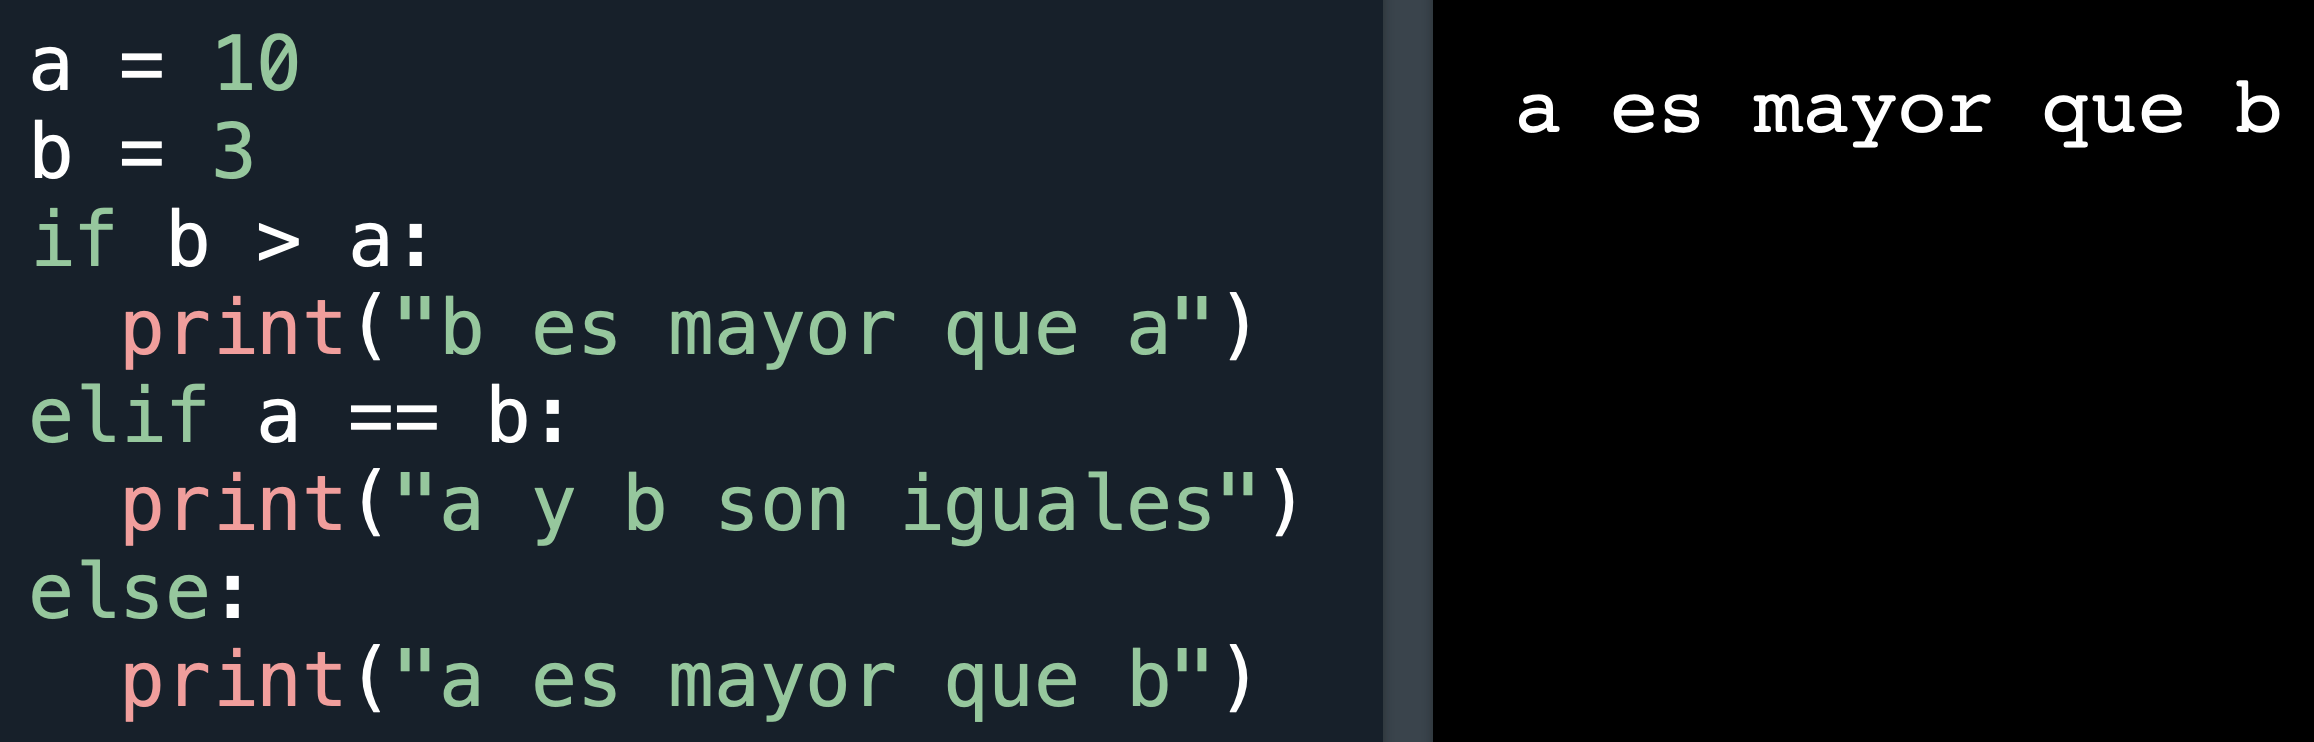 a = 10
b = 3
if b > a:
  print("b es mayor que a")
elif a == b:
  print("a y b son iguales")
else:
  print("a es mayor que b")
a es mayor que b